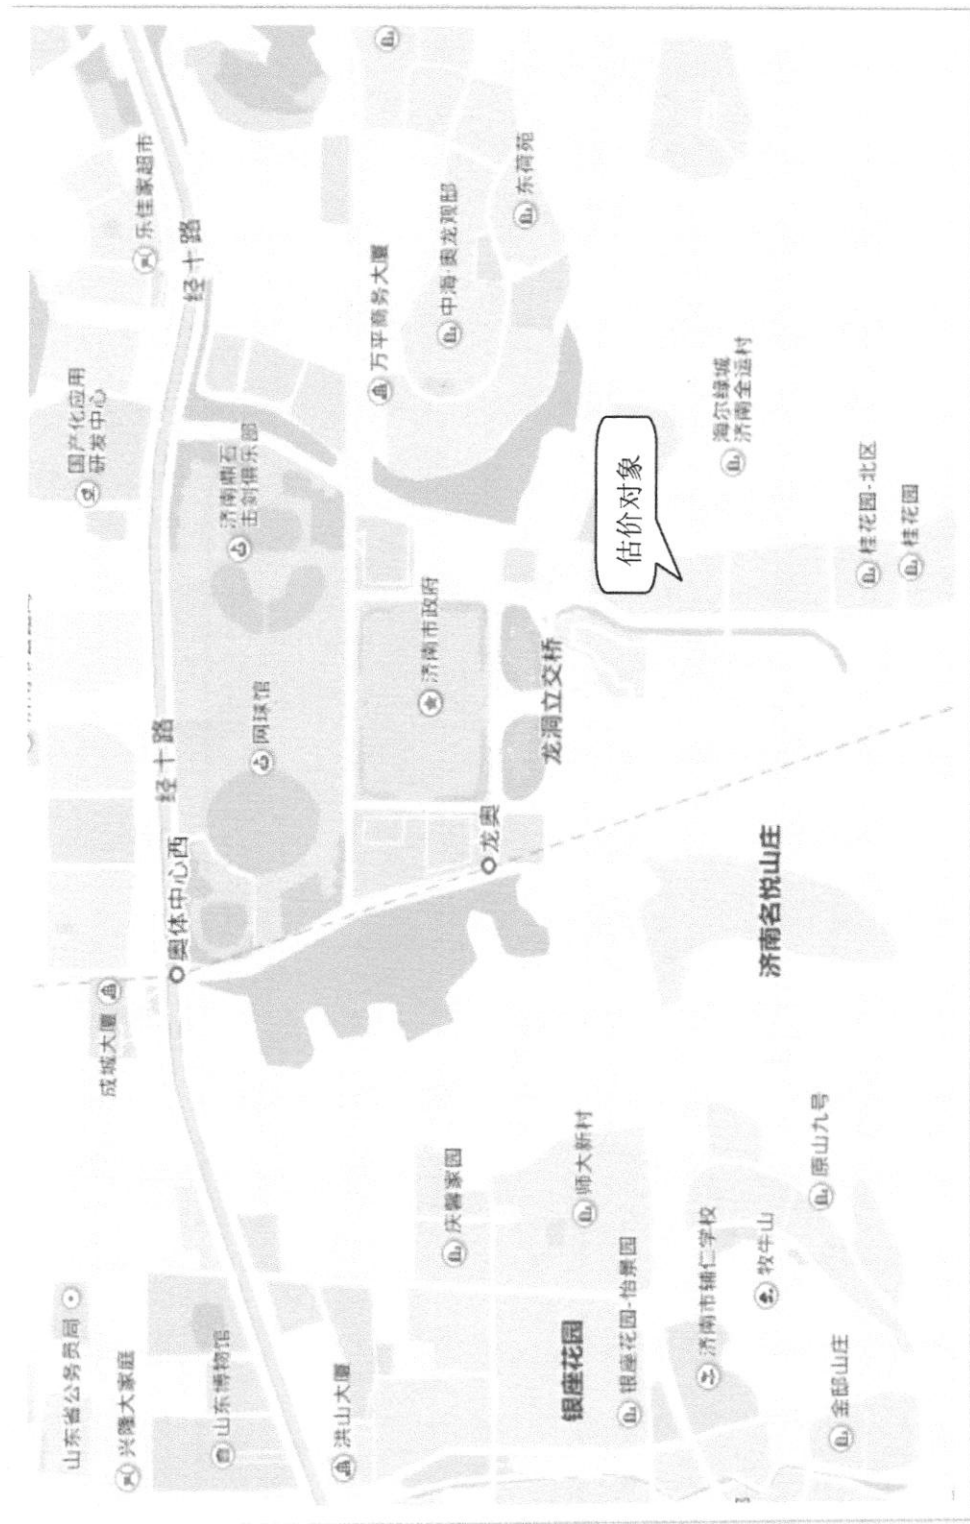 山东省公务员局
兴隆大家庭
山东博物馆
洪山大厦
成城大厦
奥体中心西
经十路
国产化应用
研发中心
经十路
乐佳家超市
网球馆
济南鼎石
击剑俱乐部
济南市政府
万平商务大厦
中海·奥龙观邸
东荷苑
龙奥
龙洞立交桥
估价对象
庆馨家园
师大新村
银座花园
银座花园-怡景园
济南市辅仁学校
牧牛山
原山九号
金邸山庄
济南名悦山庄
海尔绿城
济南全运村
桂花园-北区
桂花园